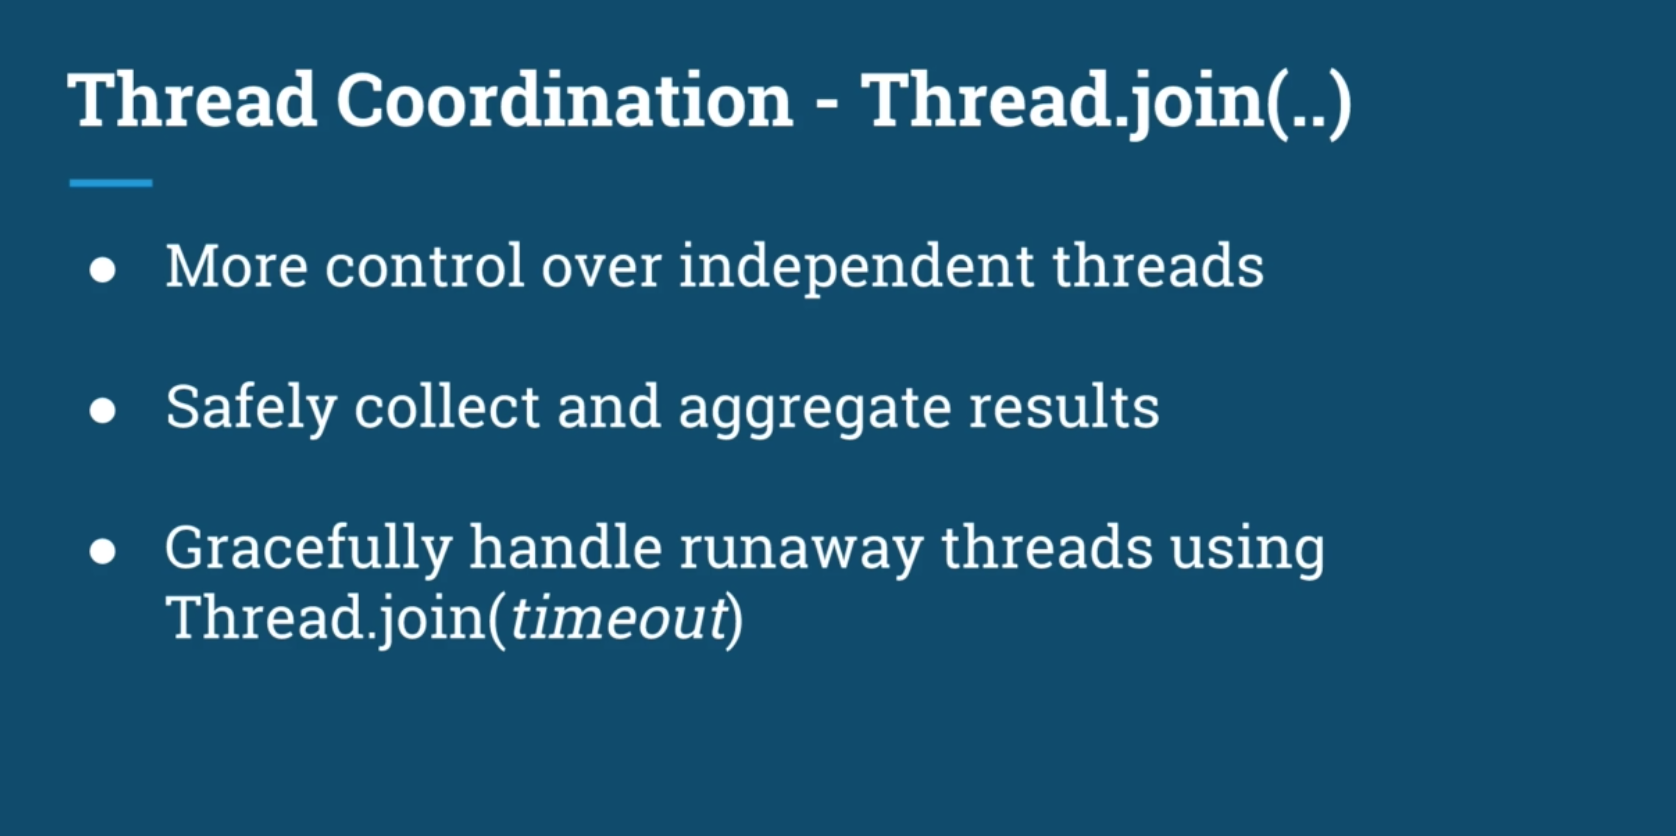 Thread Coordination - Thread.join(..)
● More control over independent threads
● Safely collect and aggregate results
● Gracefully handle runaway threads using
Thread.join(timeout)